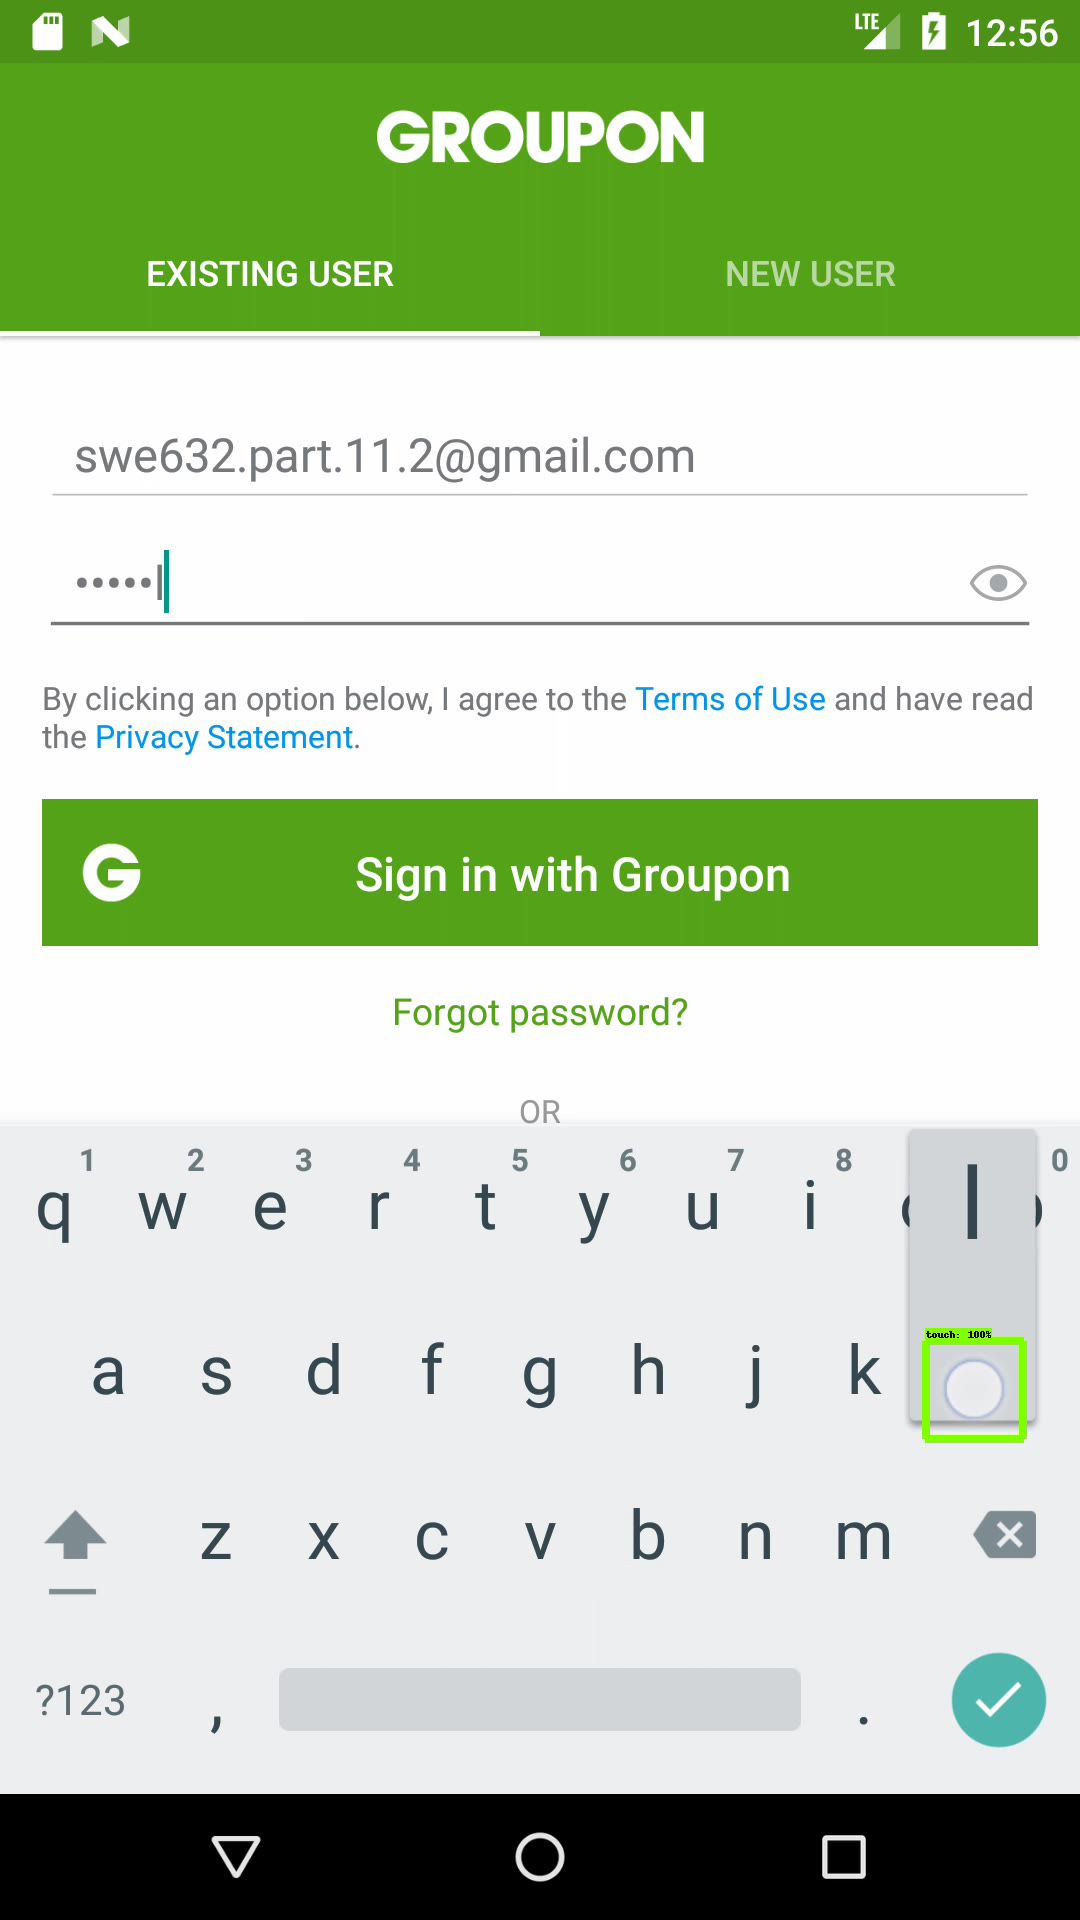 LTE 12:56
GROUPON
EXISTING USER NEW USER
swe632.part.11.2@gmail.com
•••••l
By clicking an option below, I agree to the Terms of Use and have read
the Privacy Statement.
G Sign in with Groupon
Forgot password?
OR
1 2 3 4 5 6 7 8 0
q w e r t y u i l
touch: 100%
a s d f g h j k
z x c v b n m
?123 , .